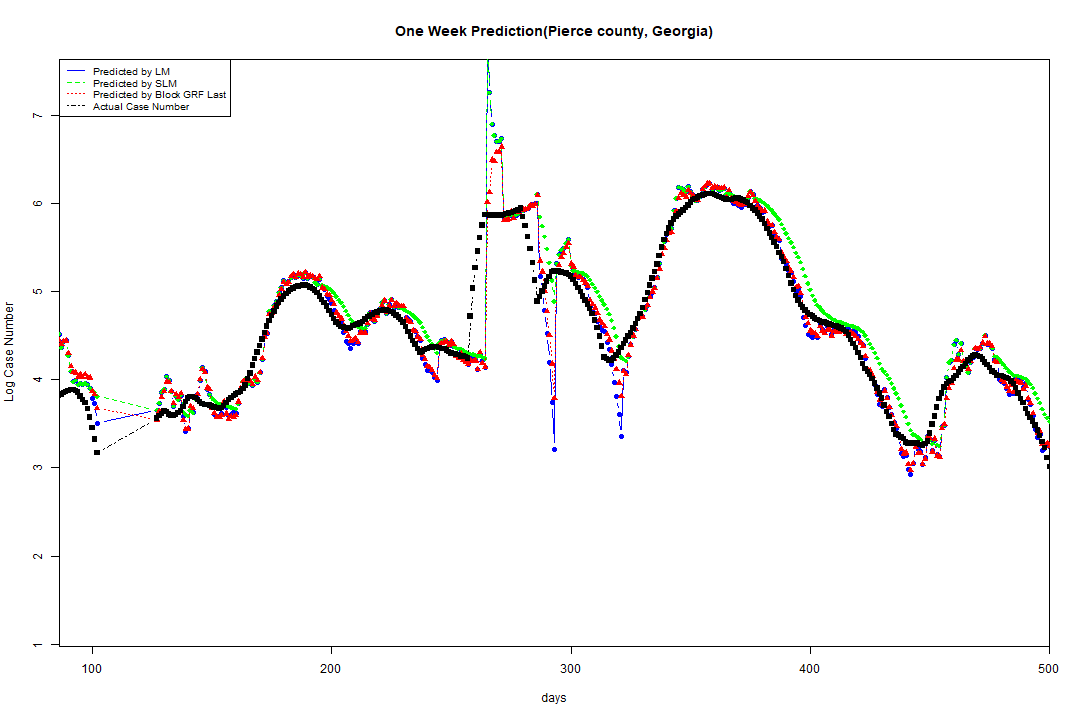 One Week Prediction(Pierce county, Georgia)
Predicted by LM
Predicted by SLM
Predicted by Block GRF Last
Actual Case Number
7
6
5
4
3
2
1
Log Case Number
100
200
300
400
500
days